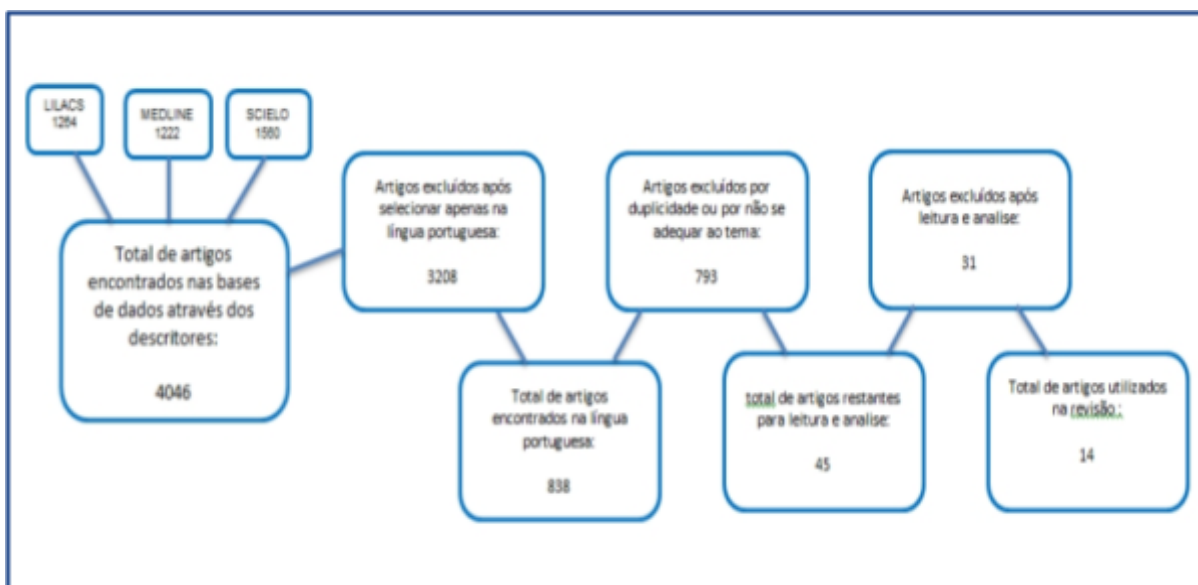 LILACS
1264
MEDLINE
1222
SCIELO
1560
Total de artigos
encontrados nas bases
de dados através dos
descritores:
4046
Artigos excluídos após
selecionar apenas na
língua portuguesa:
3208
Total de artigos
encontrados na língua
portuguesa:
838
Artigos excluídos por
duplicidade ou por não se
adequar ao tema:
793
total de artigos restantes
para leitura e analise:
45
Artigos excluídos após
leitura e analise:
31
Total de artigos utilizados
na revisão :
14